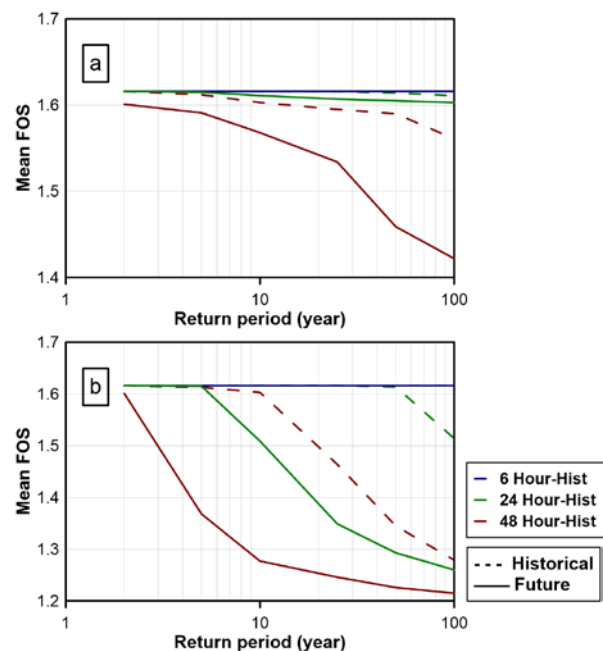 1.7
a
1.6
Mean FOS
1.5
1.4
1
10
100
Return period (year)
1.7
b
1.6
1.5
Mean FOS
1.4
1.3
1.2
1
10
100
Return period (year)
6 Hour-Hist
24 Hour-Hist
48 Hour-Hist
Historical
Future